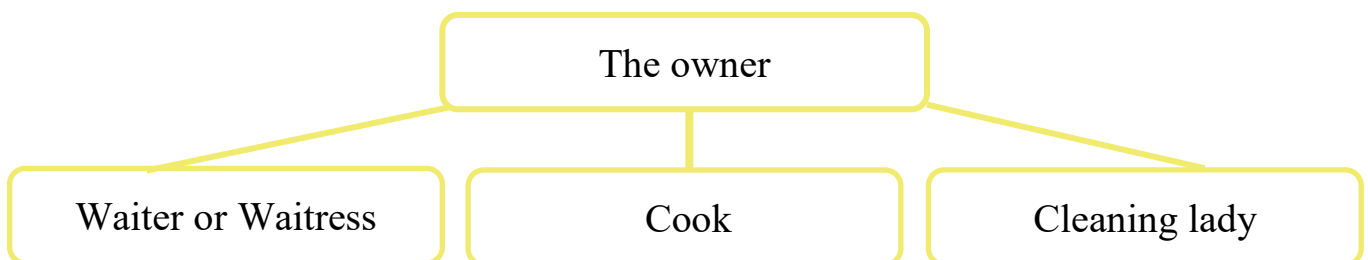 The owner
Waiter or Waitress
Cook
Cleaning lady